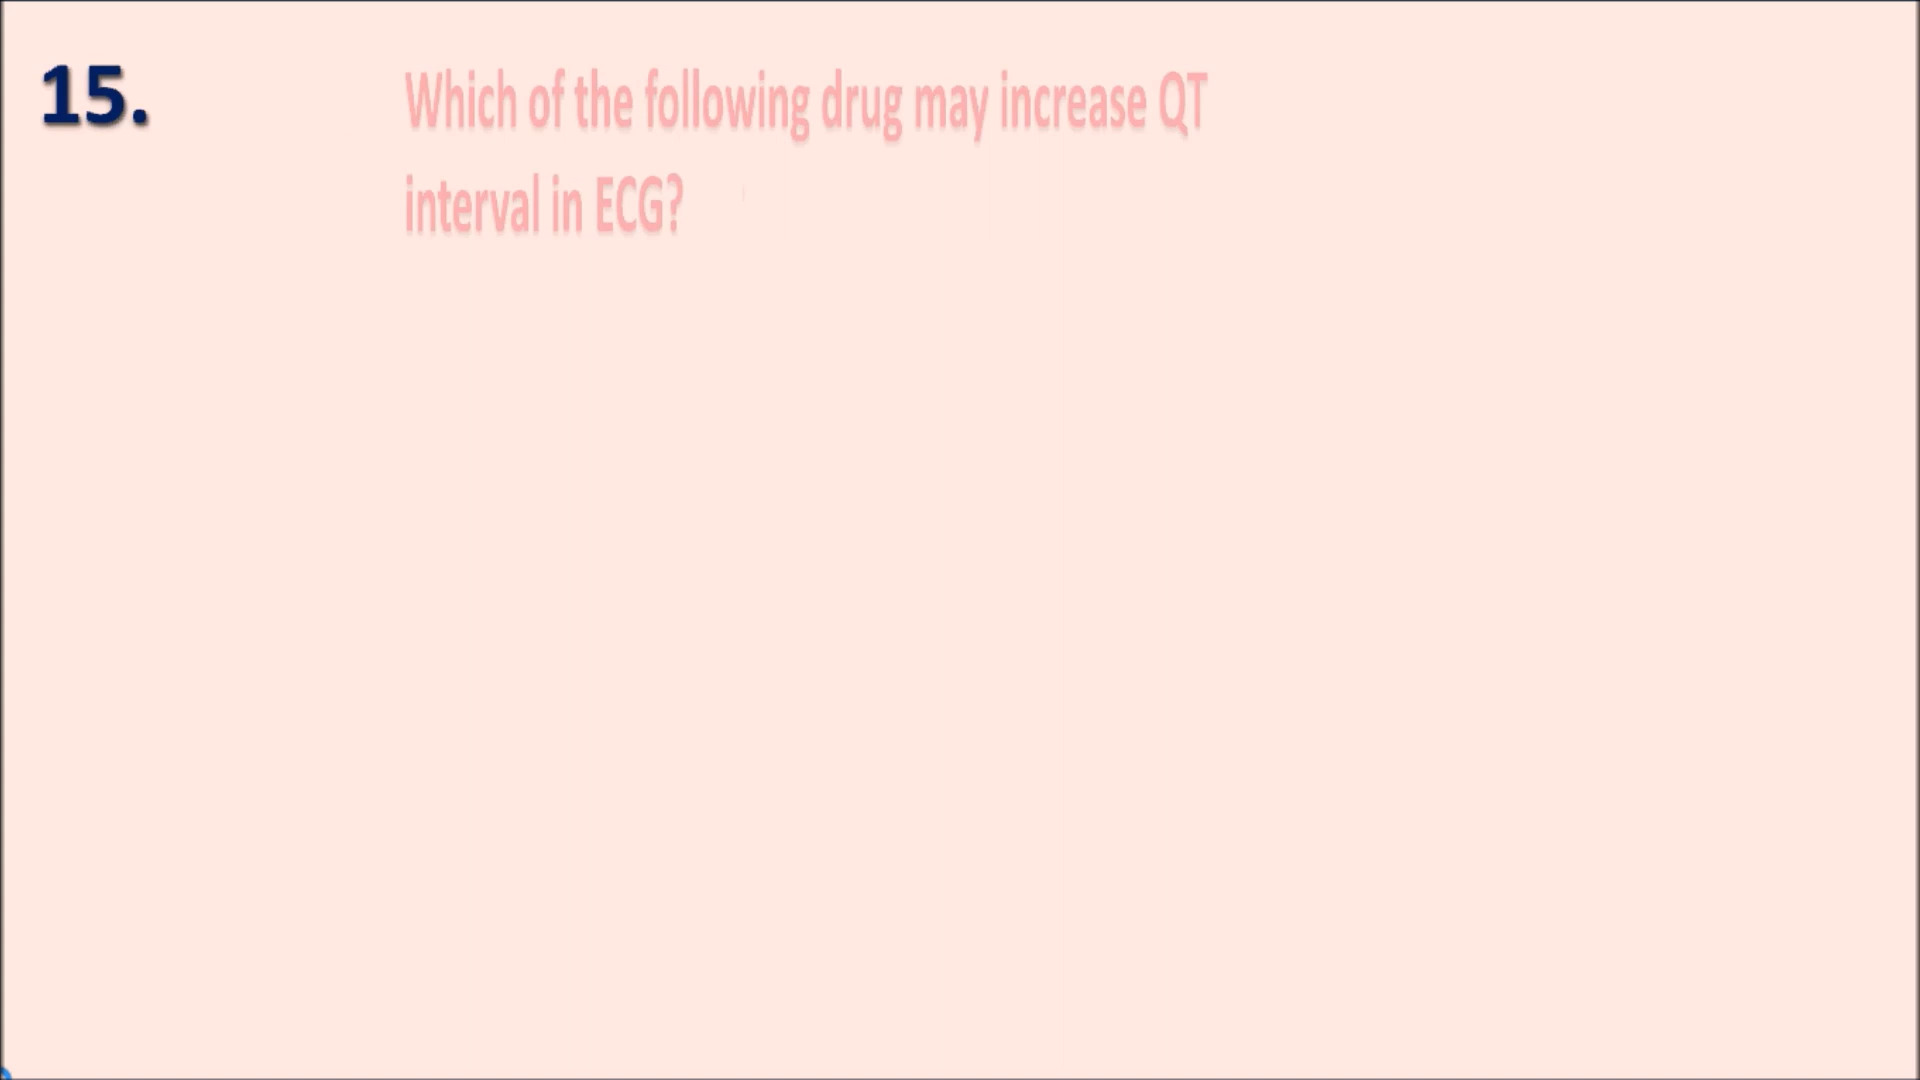 15.
Which of the following drug may increase QT
interval in ECG?